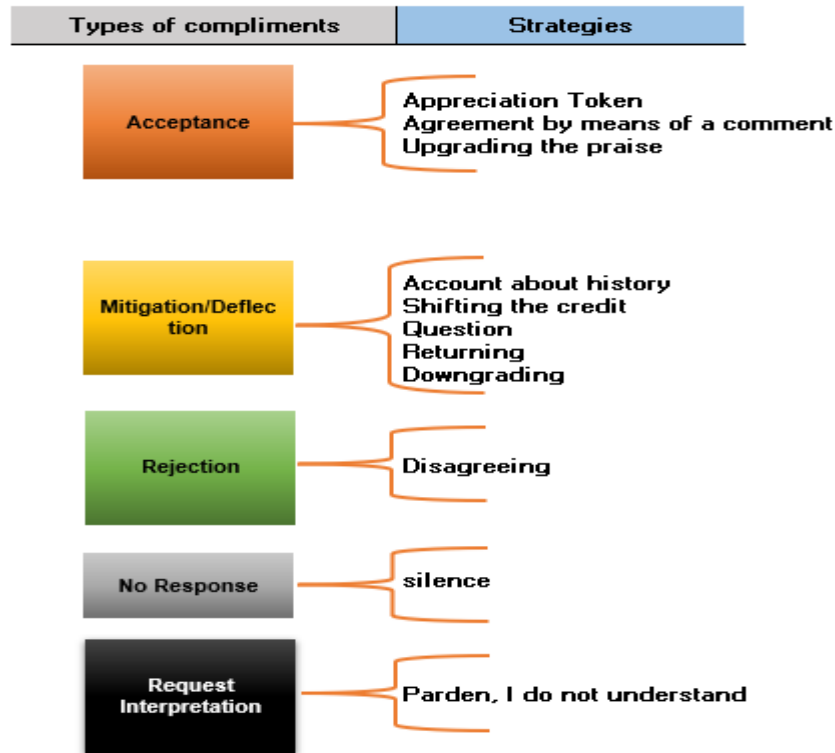 Types of compliments
Strategies
Acceptance
Appreciation Token
Agreement by means of a comment
Upgrading the praise
Mitigation/Deflec
tion
Account about history
Shifting the credit
Question
Returning
Downgrading
Rejection
Disagreeing
No Response
silence
Request
Interpretation
Parden, I do not understand